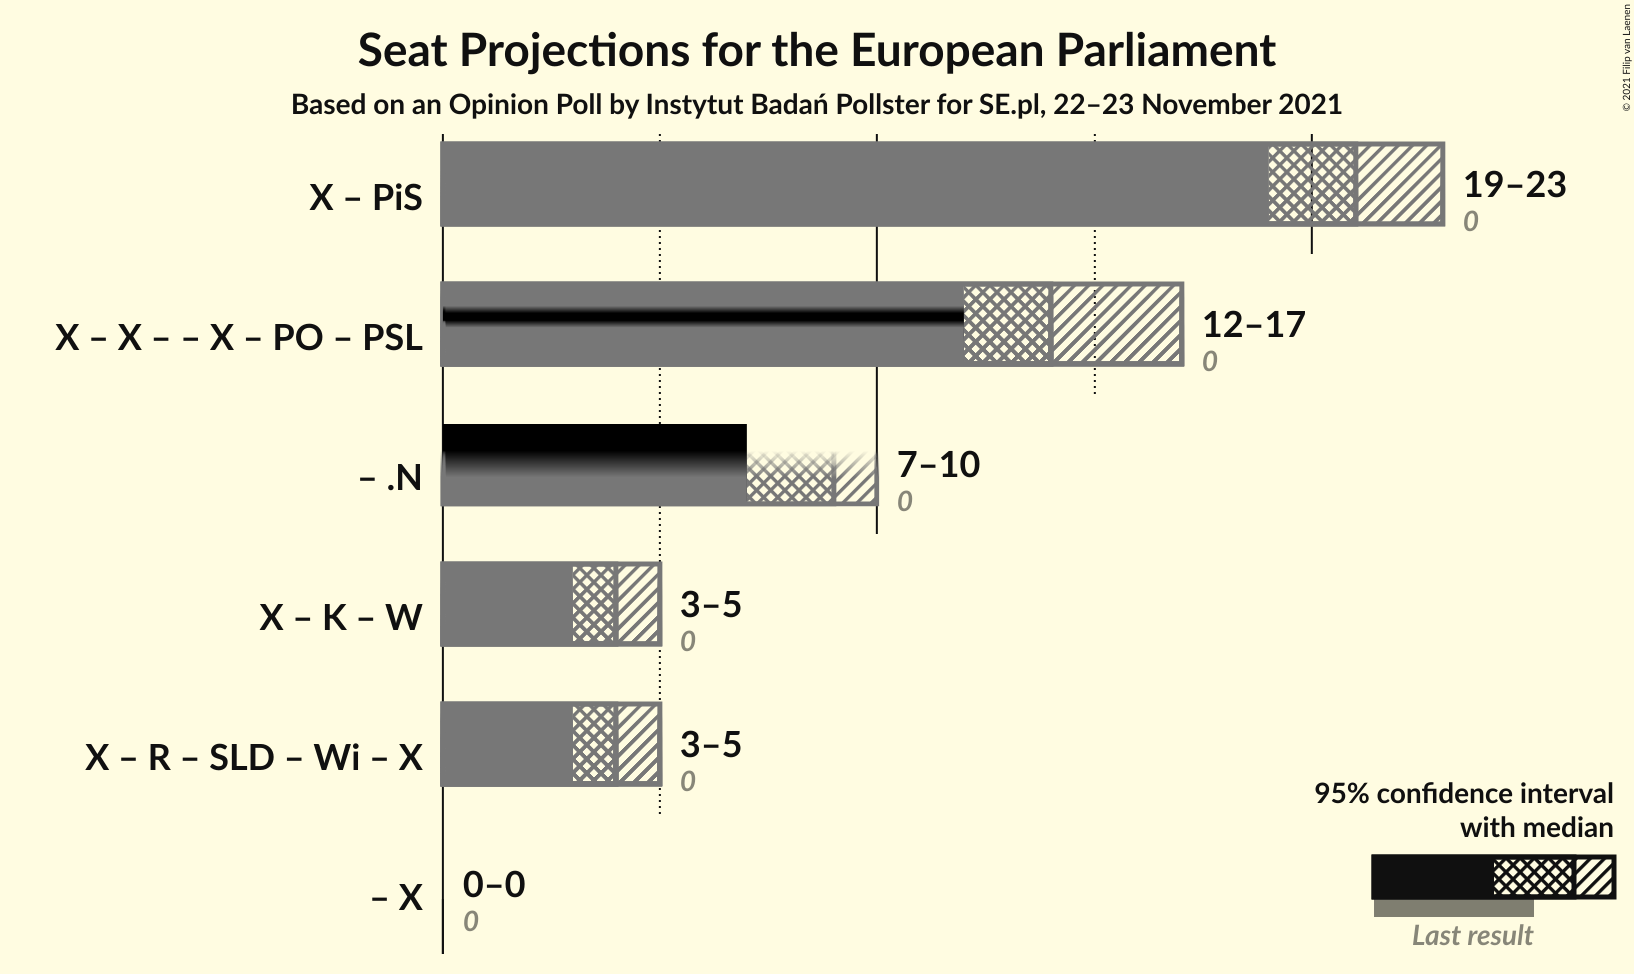 Seat Projections for the European Parliament
Based on an Opinion Poll by Instytut Badań Pollster for SE.pl, 22–23 November 2021
© 2021 Filip van Laenen
X – PiS
19–23
0
X – X – – X – PO – PSL
12–17
0
– .N
7–10
0
X – K – W
3–5
0
X – R – SLD – Wi – X
3–5
0
– X
0–0
0
95% confidence interval
with median
Last result